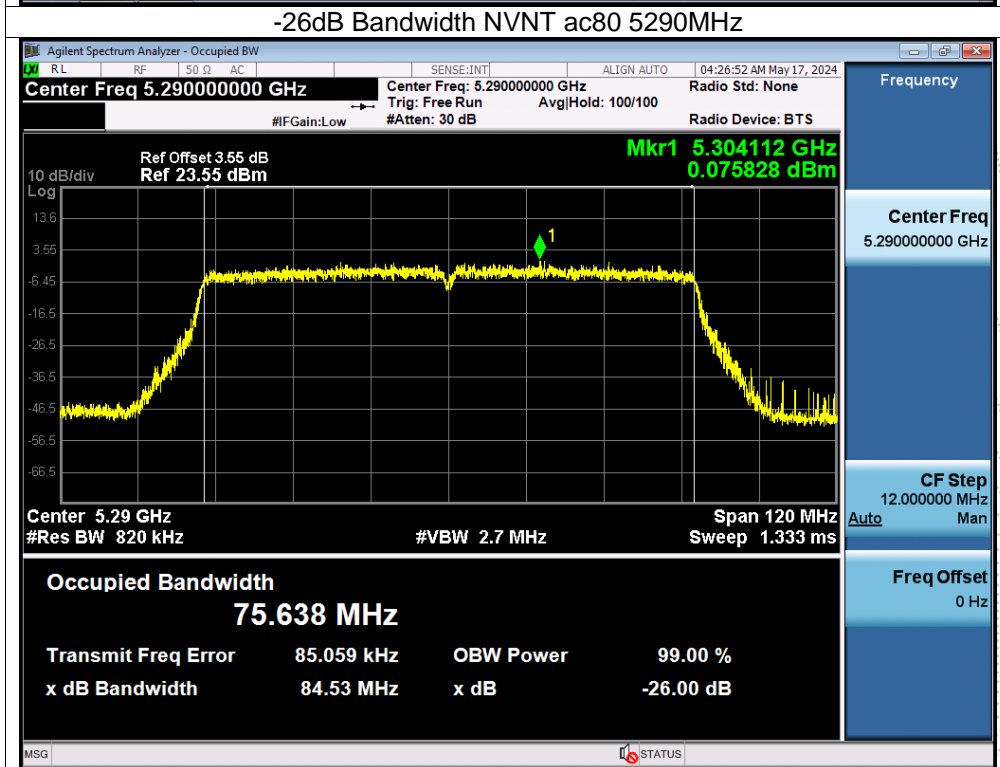 -26dB Bandwidth NVNT ac80 5290MHz
Agilent Spectrum Analyzer - Occupied BW
LXI RL RF 50 Ω AC SENSE:INT ALIGN AUTO 04:26:52 AM May 17, 2024
Center Freq 5.290000000 GHz
Center Freq: 5.290000000 GHz
Radio Std: None
Trig: Free Run Avg|Hold: 100/100
#IFGain:Low #Atten: 30 dB Radio Device: BTS
Frequency
Mkr1 5.304112 GHz
0.075828 dBm
Ref Offset 3.55 dB
10 dB/div Ref 23.55 dBm
Log
13.6
3.55
-6.45
-16.5
-26.5
-36.5
-46.5
-56.5
-66.5
1
Center 5.29 GHz Span 120 MHz
#Res BW 820 kHz #VBW 2.7 MHz Sweep 1.333 ms
Center Freq
5.290000000 GHz
CF Step
12.000000 MHz
Auto Man
Freq Offset
0 Hz
Occupied Bandwidth
75.638 MHz
Transmit Freq Error 85.059 kHz OBW Power 99.00 %
x dB Bandwidth 84.53 MHz x dB -26.00 dB
MSG STATUS